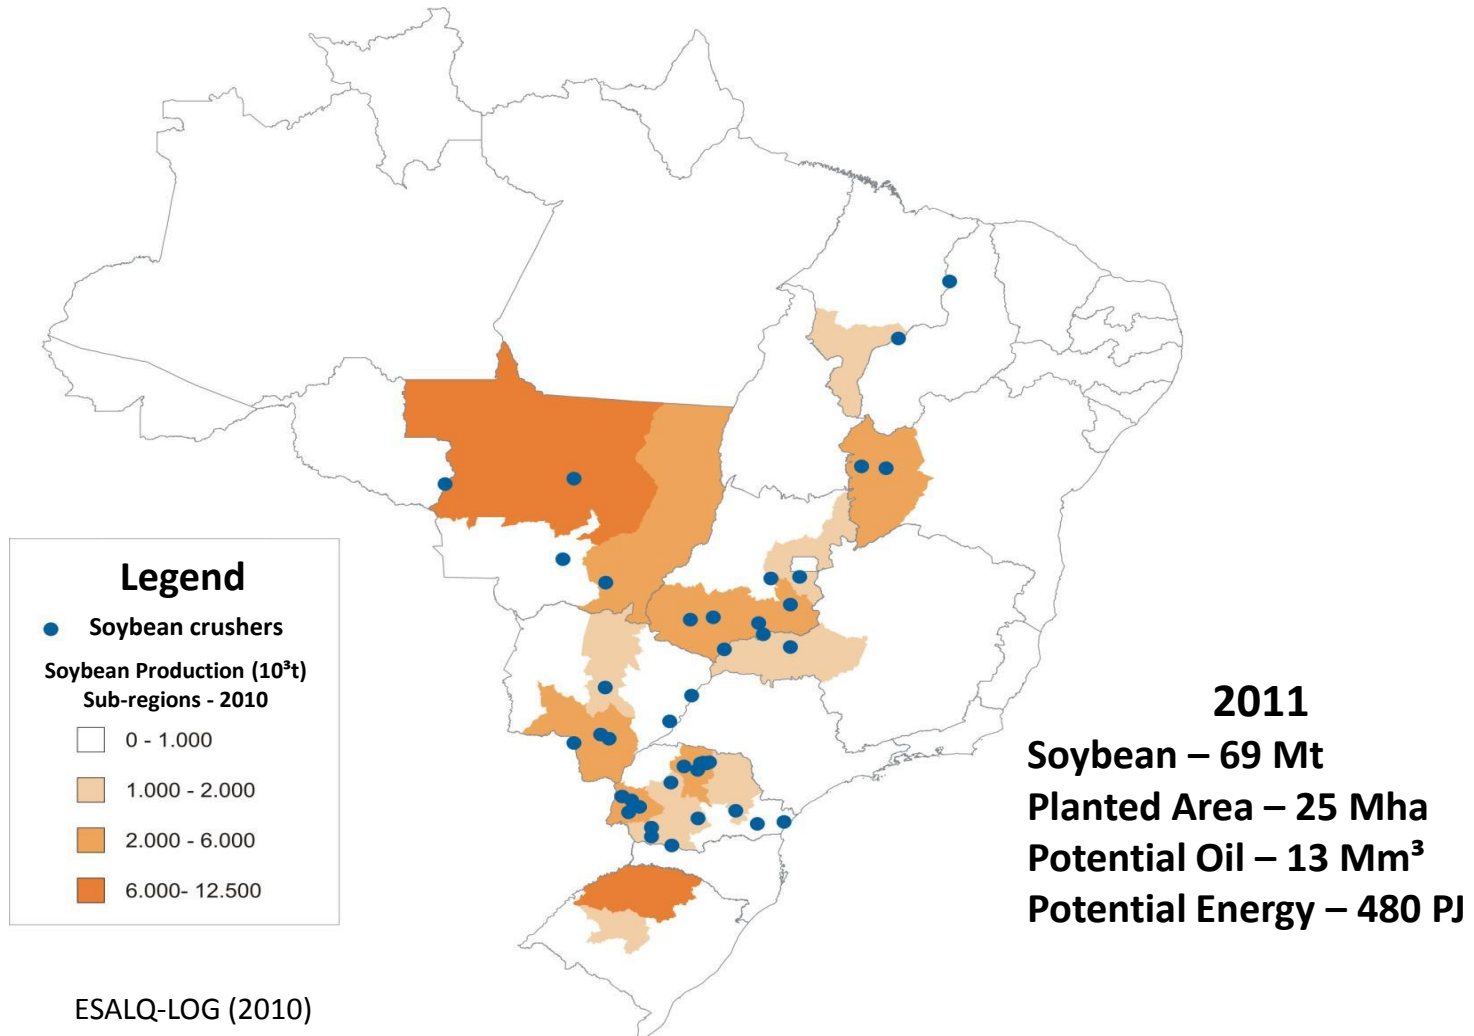 Legend
Soybean crushers
Soybean Production (10³t)
Sub-regions - 2010
0 - 1.000
1.000 - 2.000
2.000 - 6.000
6.000- 12.500
ESALQ-LOG (2010)
2011
Soybean – 69 Mt
Planted Area – 25 Mha
Potential Oil – 13 Mm³
Potential Energy – 480 PJ